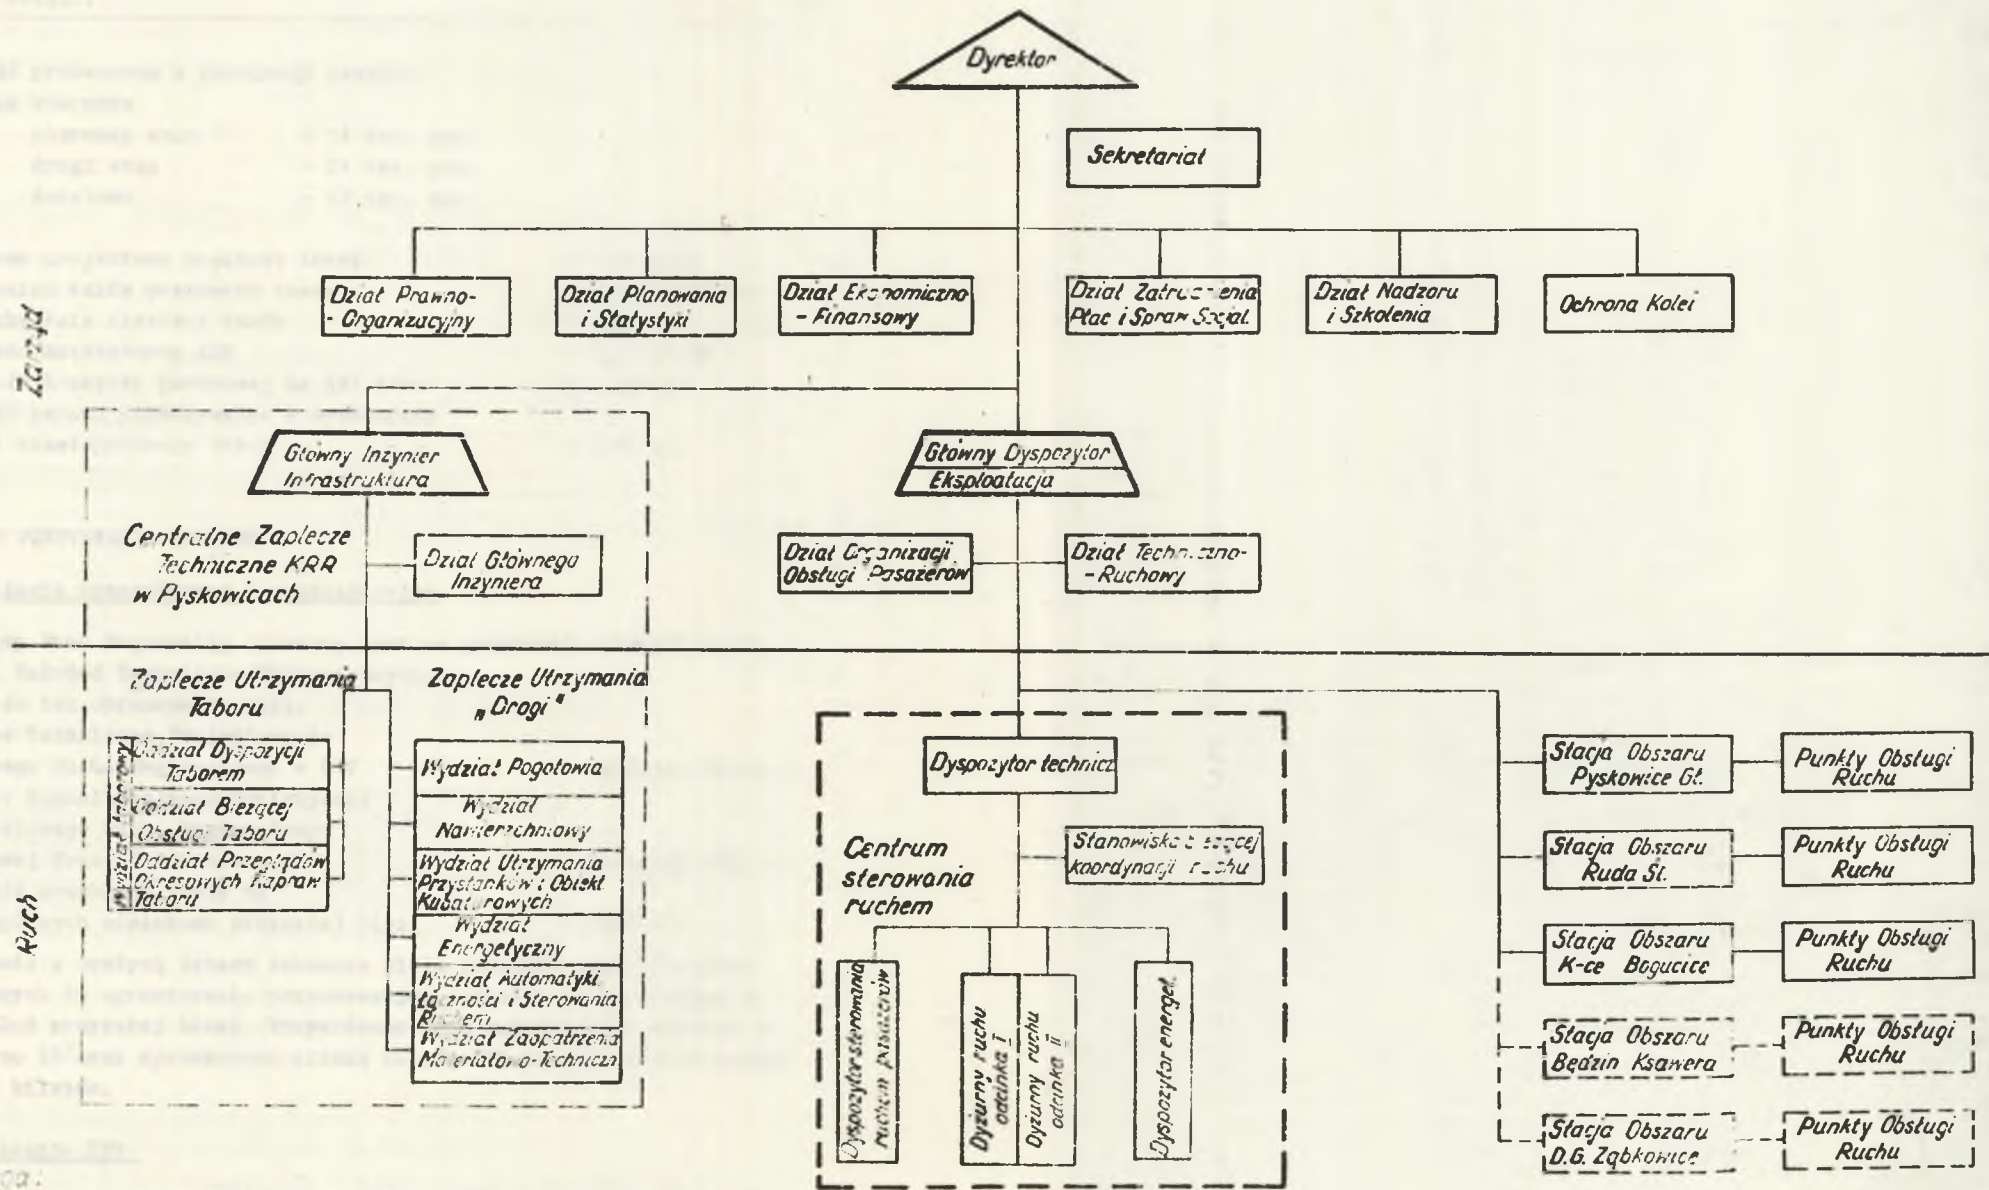 Dyrektor
Sekretariat
Dział Prawno-
- Organizacyjny
Dział Planowania
i Statystyki
Dział Ekonomiczno
- Finansowy
Dział Zatrudnienia
Płac i Spraw Socjal.
Dział Nadzoru
i Szkolenia
Ochrona Kolei
Zarząd
Główny Inżynier
Infrastruktura
Główny Dyspozytor
Eksploatacja
Centralne Zaplecze
Techniczne KRR
w Pyskowicach
Dział Głównego
Inżyniera
Dział Organizacji
Obsługi Pasażerów
Dział Techniczno-
- Ruchowy
Ruch
Zaplecze Utrzymania
Taboru
Zaplecze Utrzymania
„Drogi"
Wydział Taborowy
Oddział Dyspozycji
Taborem
Oddział Bieżącej
Obsługi Taboru
Oddział Przeglądów
Okresowych Napraw
Taboru
Wydział Pogotowia
Wydział
Nawierzchniowy
Wydział Utrzymania
Przystanków i Obiekt
Kubaturowych
Wydział
Energetyczny
Wydział Automatyki
Łączności i Sterowania
Ruchem
Wydział Zaopatrzenia
Materiałowo-Techniczn
Dyspozytor technicz
Centrum
sterowania
ruchem
Stanowisko bieżącej
koordynacji ruchu
Dyspozytor sterowania
ruchem pasażerów
Dyżurny ruchu
odcinka I
Dyżurny ruchu
odcinka II
Dyspozytor energet.
Stacja Obszaru
Pyskowice Gł.
Punkty Obsługi
Ruchu
Stacja Obszaru
Ruda Śl.
Punkty Obsługi
Ruchu
Stacja Obszaru
K-ce Bogucice
Punkty Obsługi
Ruchu
Stacja Obszaru
Będzin Ksawera
Punkty Obsługi
Ruchu
Stacja Obszaru
D.G. Ząbkowice
Punkty Obsługi
Ruchu